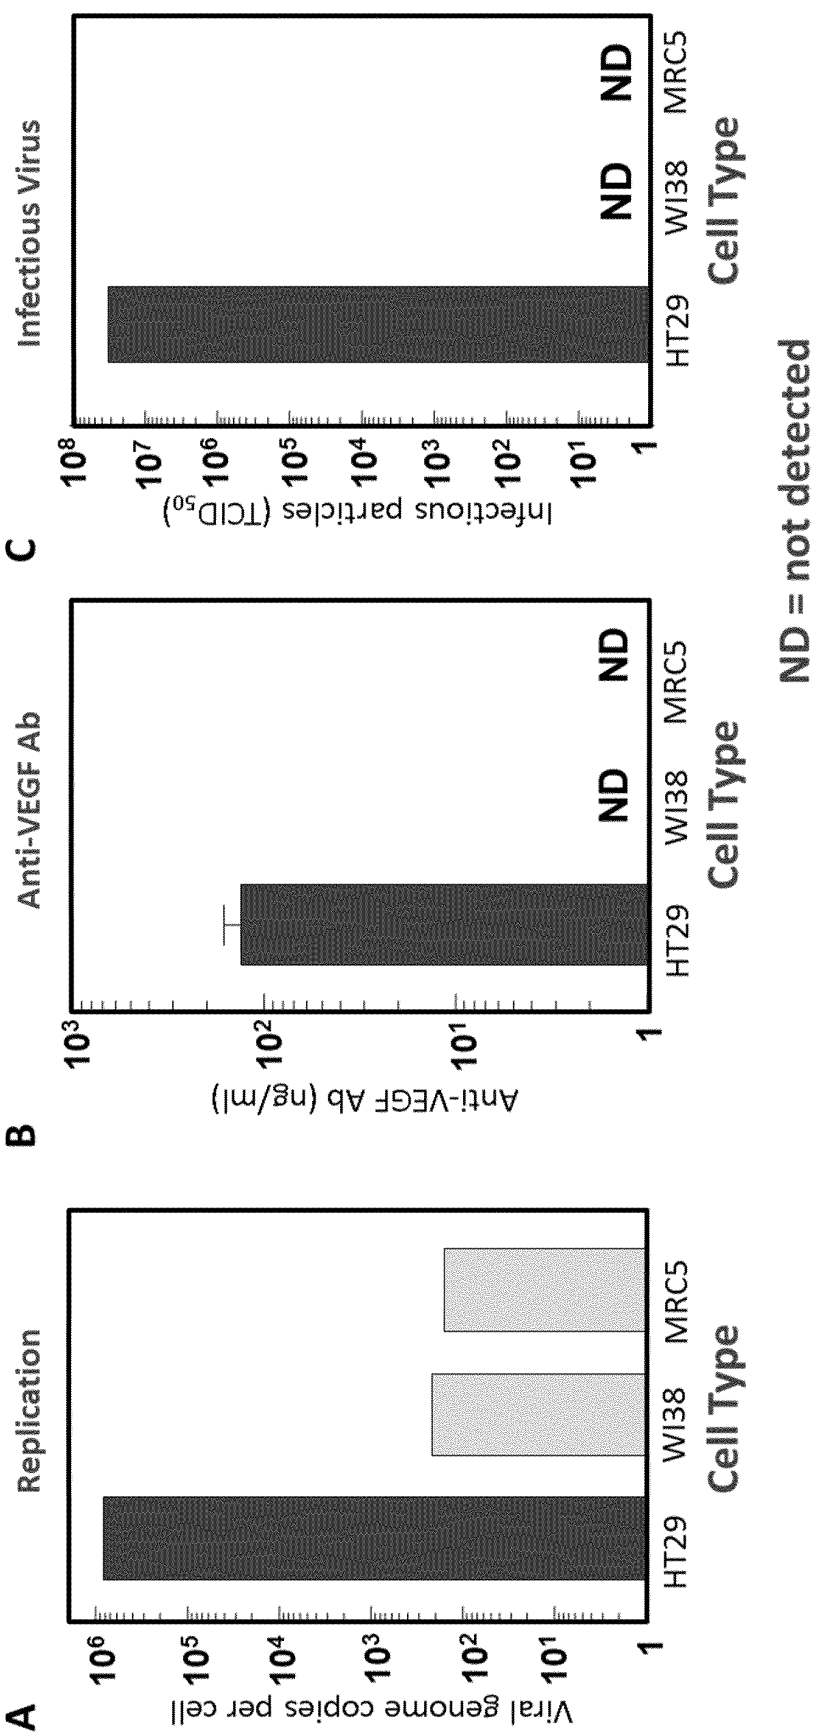 A
Replication
Viral genome copies per cell
10⁶
10⁵
10⁴
10³
10²
10¹
1
HT29
WI38
MRC5
Cell Type
B
Anti-VEGF Ab
Anti-VEGF Ab (ng/ml)
10³
10²
10¹
1
ND
ND
HT29
WI38
MRC5
Cell Type
C
Infectious Virus
Infectious particles (TCID₅₀)
10⁸
10⁷
10⁶
10⁵
10⁴
10³
10²
10¹
1
ND
ND
HT29
WI38
MRC5
Cell Type
ND = not detected